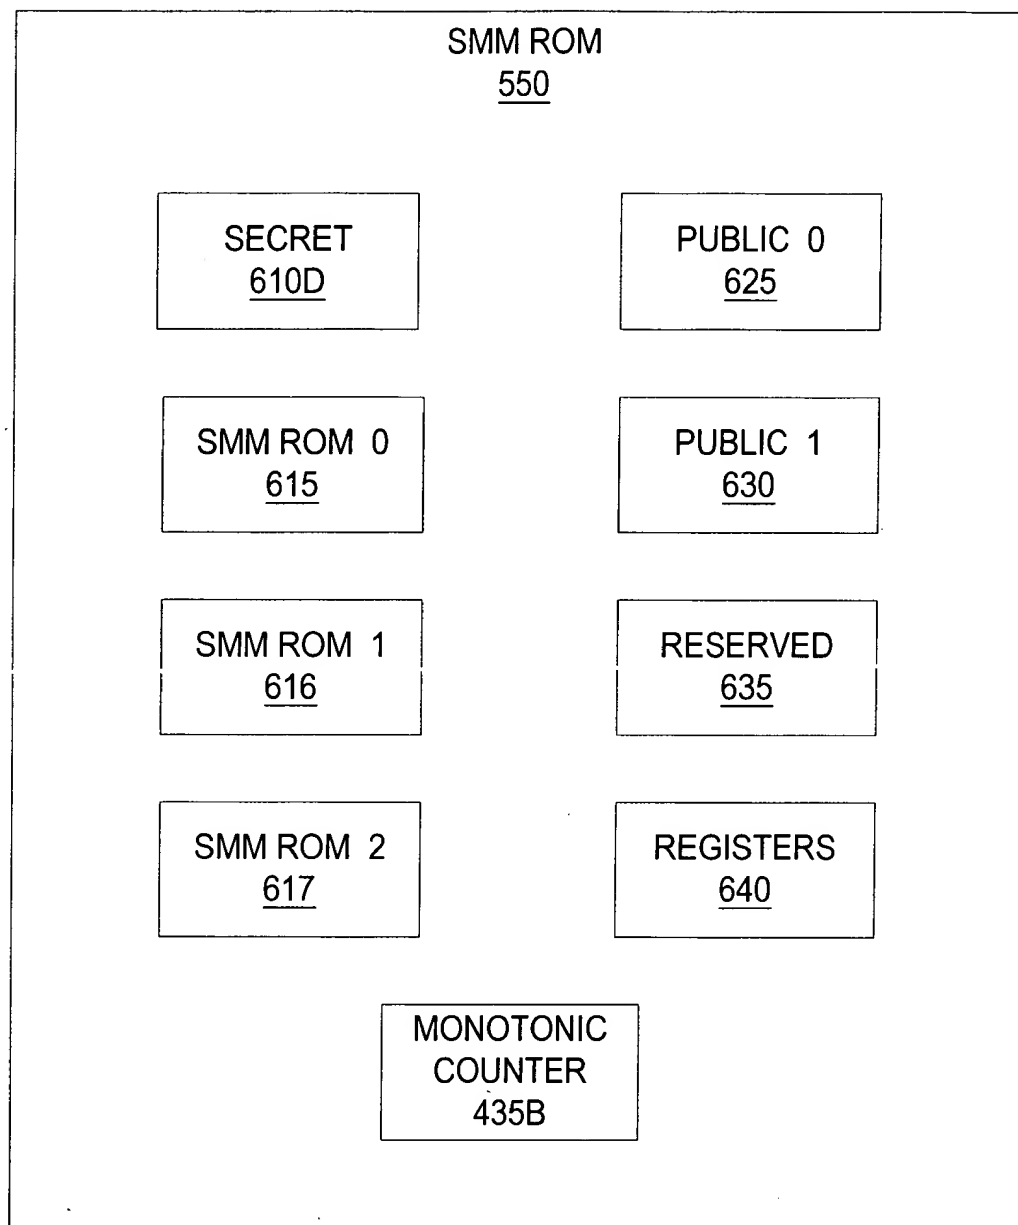 SMM ROM
550
SECRET
610D
PUBLIC 0
625
SMM ROM 0
615
PUBLIC 1
630
SMM ROM 1
616
RESERVED
635
SMM ROM 2
617
REGISTERS
640
MONOTONIC
COUNTER
435B